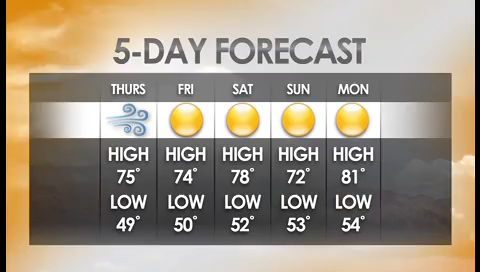 5-DAY FORECAST
THURS FRI SAT SUN MON
HIGH HIGH HIGH HIGH HIGH
75° 74° 78° 72° 81°
LOW LOW LOW LOW LOW
49° 50° 52° 53° 54°